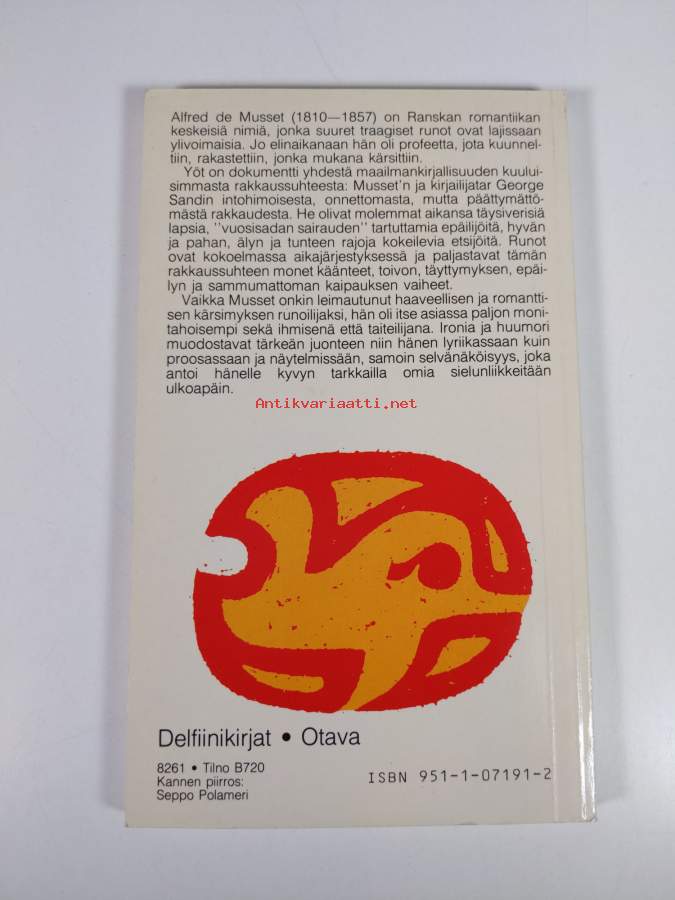 Alfred de Musset (1810—1857) on Ranskan romantiikan
keskeisiä nimiä, jonka suuret traagiset runot ovat lajissaan
ylivoimaisia. Jo elinaikanaan hän oli profeetta, jota kuunnel-
tiin, rakastettiin, jonka mukana kärsittiin.
Yöt on dokumentti yhdestä maailmankirjallisuuden kuului-
simmasta rakkaussuhteesta: Musset'n ja kirjailijatar George
Sandin intohimoisesta, onnettomasta, mutta päättymättö-
mästä rakkaudesta. He olivat molemmat aikansa täysiverisiä
lapsia, ''vuosisadan sairauden'' tartuttamia epäilijöitä, hyvän
ja pahan, älyn ja tunteen rajoja kokeilevia etsijöitä. Runot
ovat kokoelmassa aikajärjestyksessä ja paljastavat tämän
rakkaussuhteen monet käänteet, toivon, täyttymyksen, epäi-
lyn ja sammumattoman kaipauksen vaiheet.
Vaikka Musset onkin leimautunut haaveellisen ja romantti-
sen kärsimyksen runoilijaksi, hän oli itse asiassa paljon moni-
tahoisempi sekä ihmisenä että taiteilijana. Ironia ja huumori
muodostavat tärkeän juonteen niin hänen lyriikassaan kuin
proosassaan ja näytelmissään, samoin selvänäköisyys, joka
antoi hänelle kyvyn tarkkailla omia sielunliikkeitään
ulkoapäin.
Antikvariaatti.net
Delfiinikirjat • Otava
8261 • Tilno B720
Kannen piirros:
Seppo Polameri
ISBN 951-1-07191-2